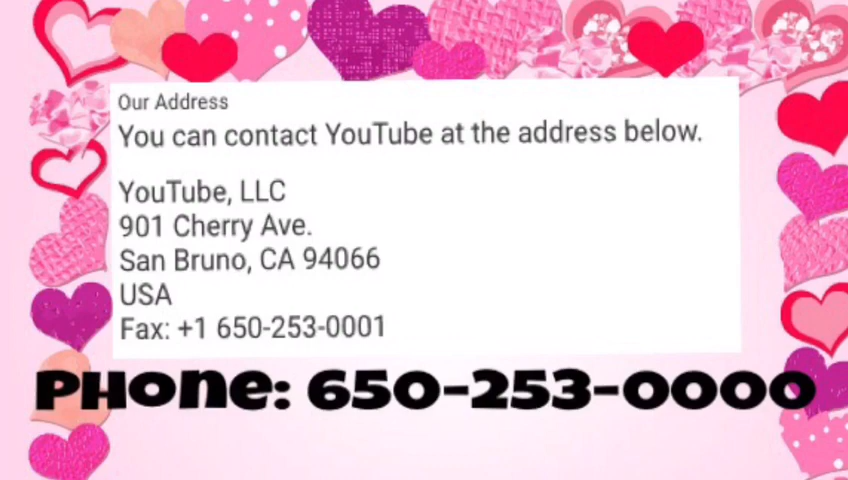 Our Address
You can contact YouTube at the address below.
YouTube, LLC
901 Cherry Ave.
San Bruno, CA 94066
USA
Fax: +1 650-253-0001
Phone: 650-253-0000